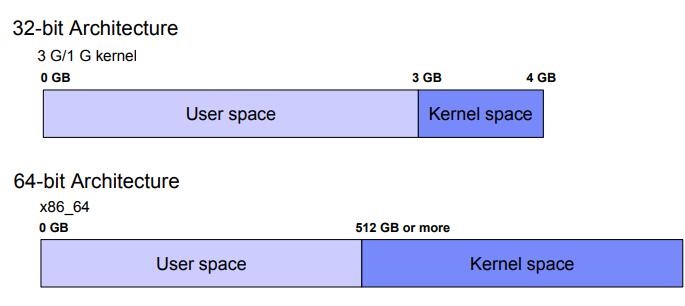 32-bit Architecture
3 G/1 G kernel
0 GB 3 GB 4 GB
User space Kernel space
64-bit Architecture
x86_64
0 GB 512 GB or more
User space Kernel space